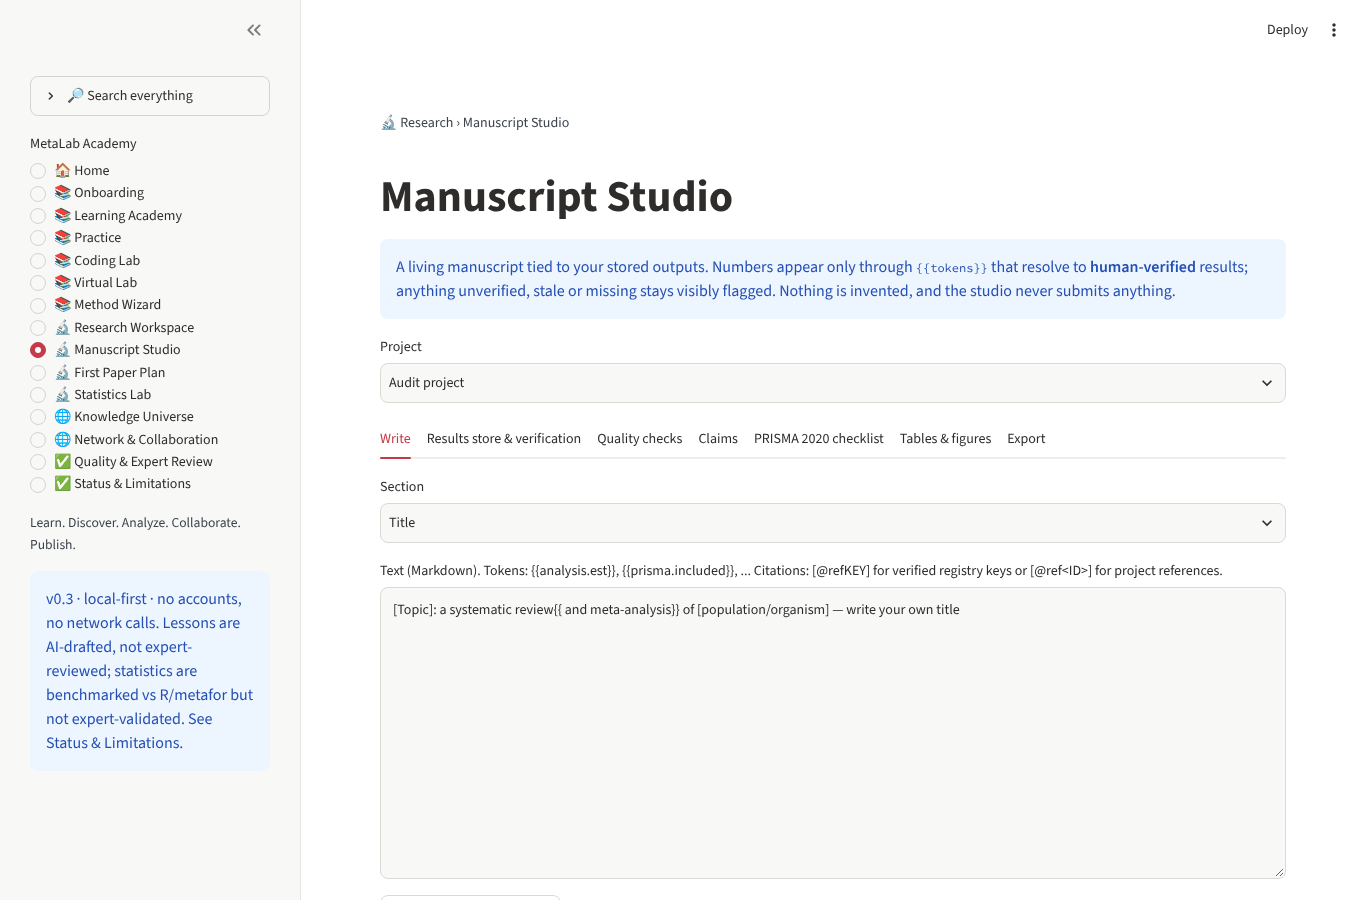 Deploy
🔎 Search everything
MetaLab Academy
🏠 Home
📚 Onboarding
📚 Learning Academy
📚 Practice
📚 Coding Lab
📚 Virtual Lab
📚 Method Wizard
🔬 Research Workspace
🔬 Manuscript Studio
🔬 First Paper Plan
🔬 Statistics Lab
🌐 Knowledge Universe
🌐 Network & Collaboration
✅ Quality & Expert Review
✅ Status & Limitations
Learn. Discover. Analyze. Collaborate.
Publish.
v0.3 · local-first · no accounts,
no network calls. Lessons are
AI-drafted, not expert-
reviewed; statistics are
benchmarked vs R/metafor but
not expert-validated. See
Status & Limitations.
🔬 Research › Manuscript Studio
Manuscript Studio
A living manuscript tied to your stored outputs. Numbers appear only through {{tokens}} that resolve to human-verified results;
anything unverified, stale or missing stays visibly flagged. Nothing is invented, and the studio never submits anything.
Project
Audit project
Write Results store & verification Quality checks Claims PRISMA 2020 checklist Tables & figures Export
Section
Title
Text (Markdown). Tokens: {{analysis.est}}, {{prisma.included}}, ... Citations: [@refKEY] for verified registry keys or [@ref<ID>] for project references.
[Topic]: a systematic review{{ and meta-analysis}} of [population/organism] — write your own title